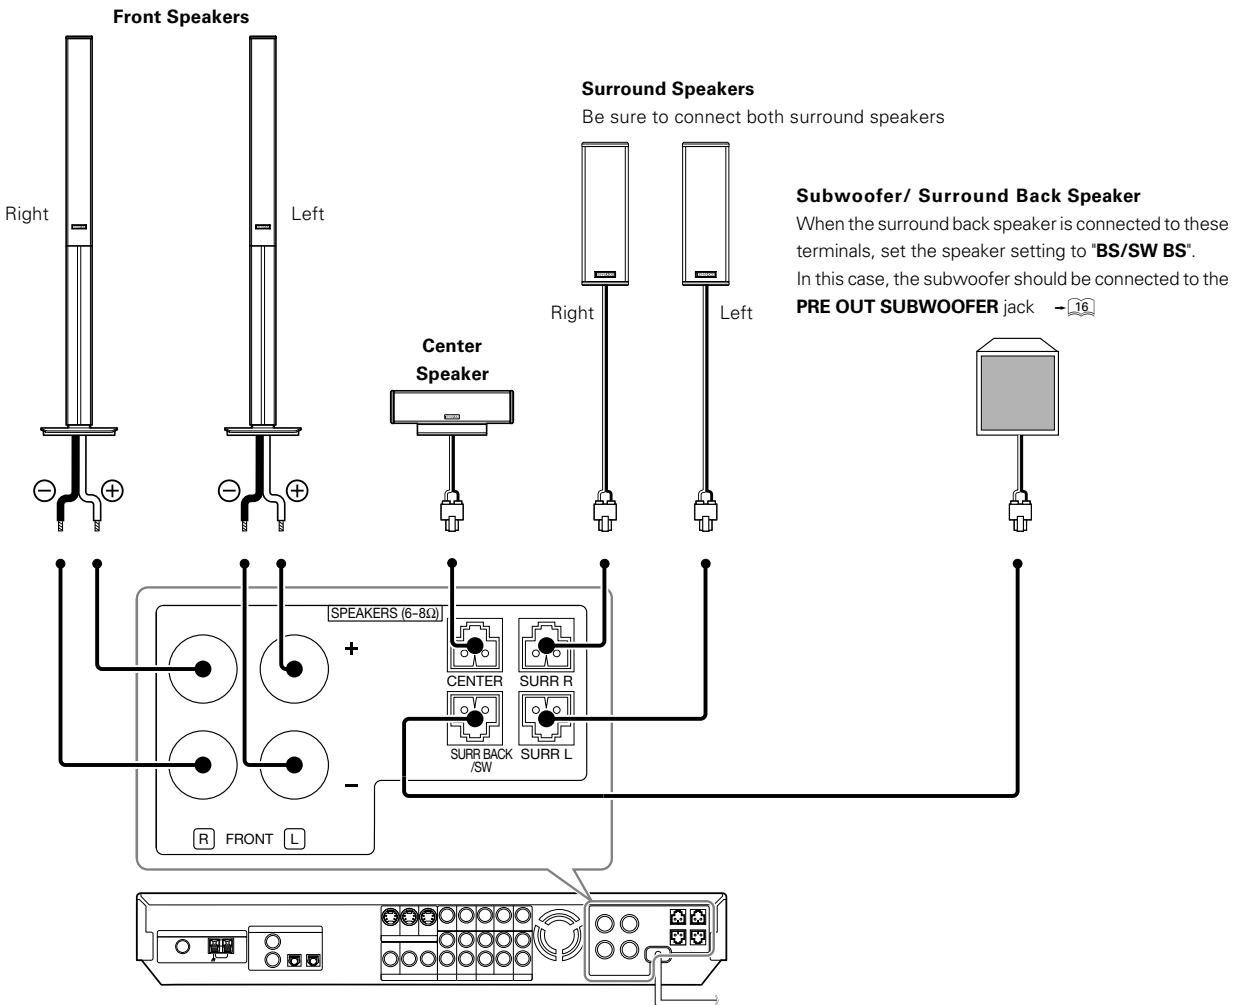 Front Speakers
Right
Left
Surround Speakers
Be sure to connect both surround speakers
Right
Left
Subwoofer/ Surround Back Speaker
When the surround back speaker is connected to these
terminals, set the speaker setting to "BS/SW BS".
In this case, the subwoofer should be connected to the
PRE OUT SUBWOOFER jack →16
Center
Speaker
− +
− +
SPEAKERS (6–8Ω)
+
CENTER
SURR R
SURR BACK
/SW
SURR L
−
R FRONT L